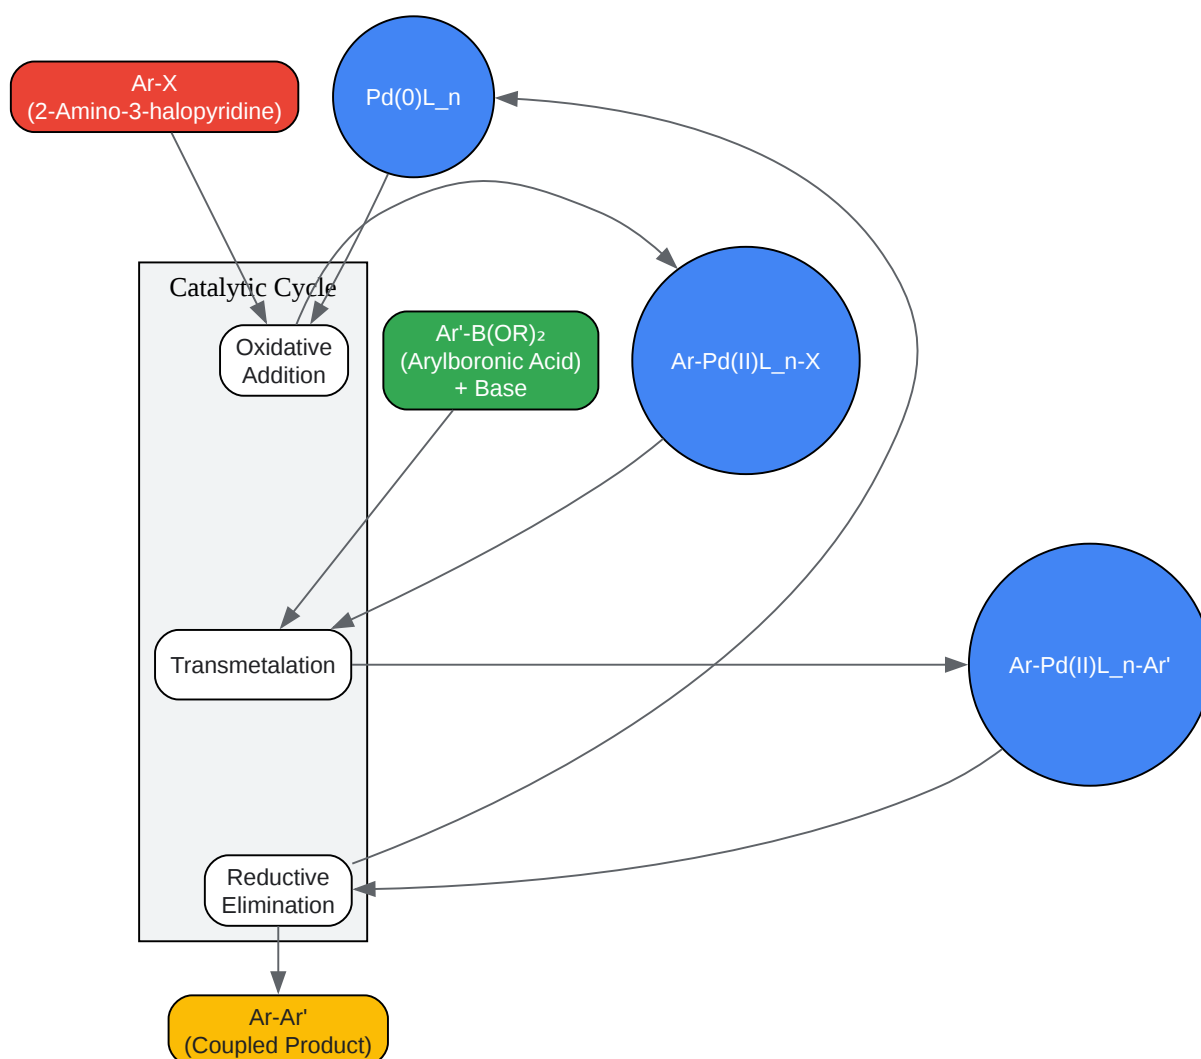 Ar-X
(2-Amino-3-halopyridine)
Pd(0)L_n
Catalytic Cycle
Oxidative
Addition
Ar'-B(OR)₂
(Arylboronic Acid)
+ Base
Ar-Pd(II)L_n-X
Transmetalation
Ar-Pd(II)L_n-Ar'
Reductive
Elimination
Ar-Ar'
(Coupled Product)